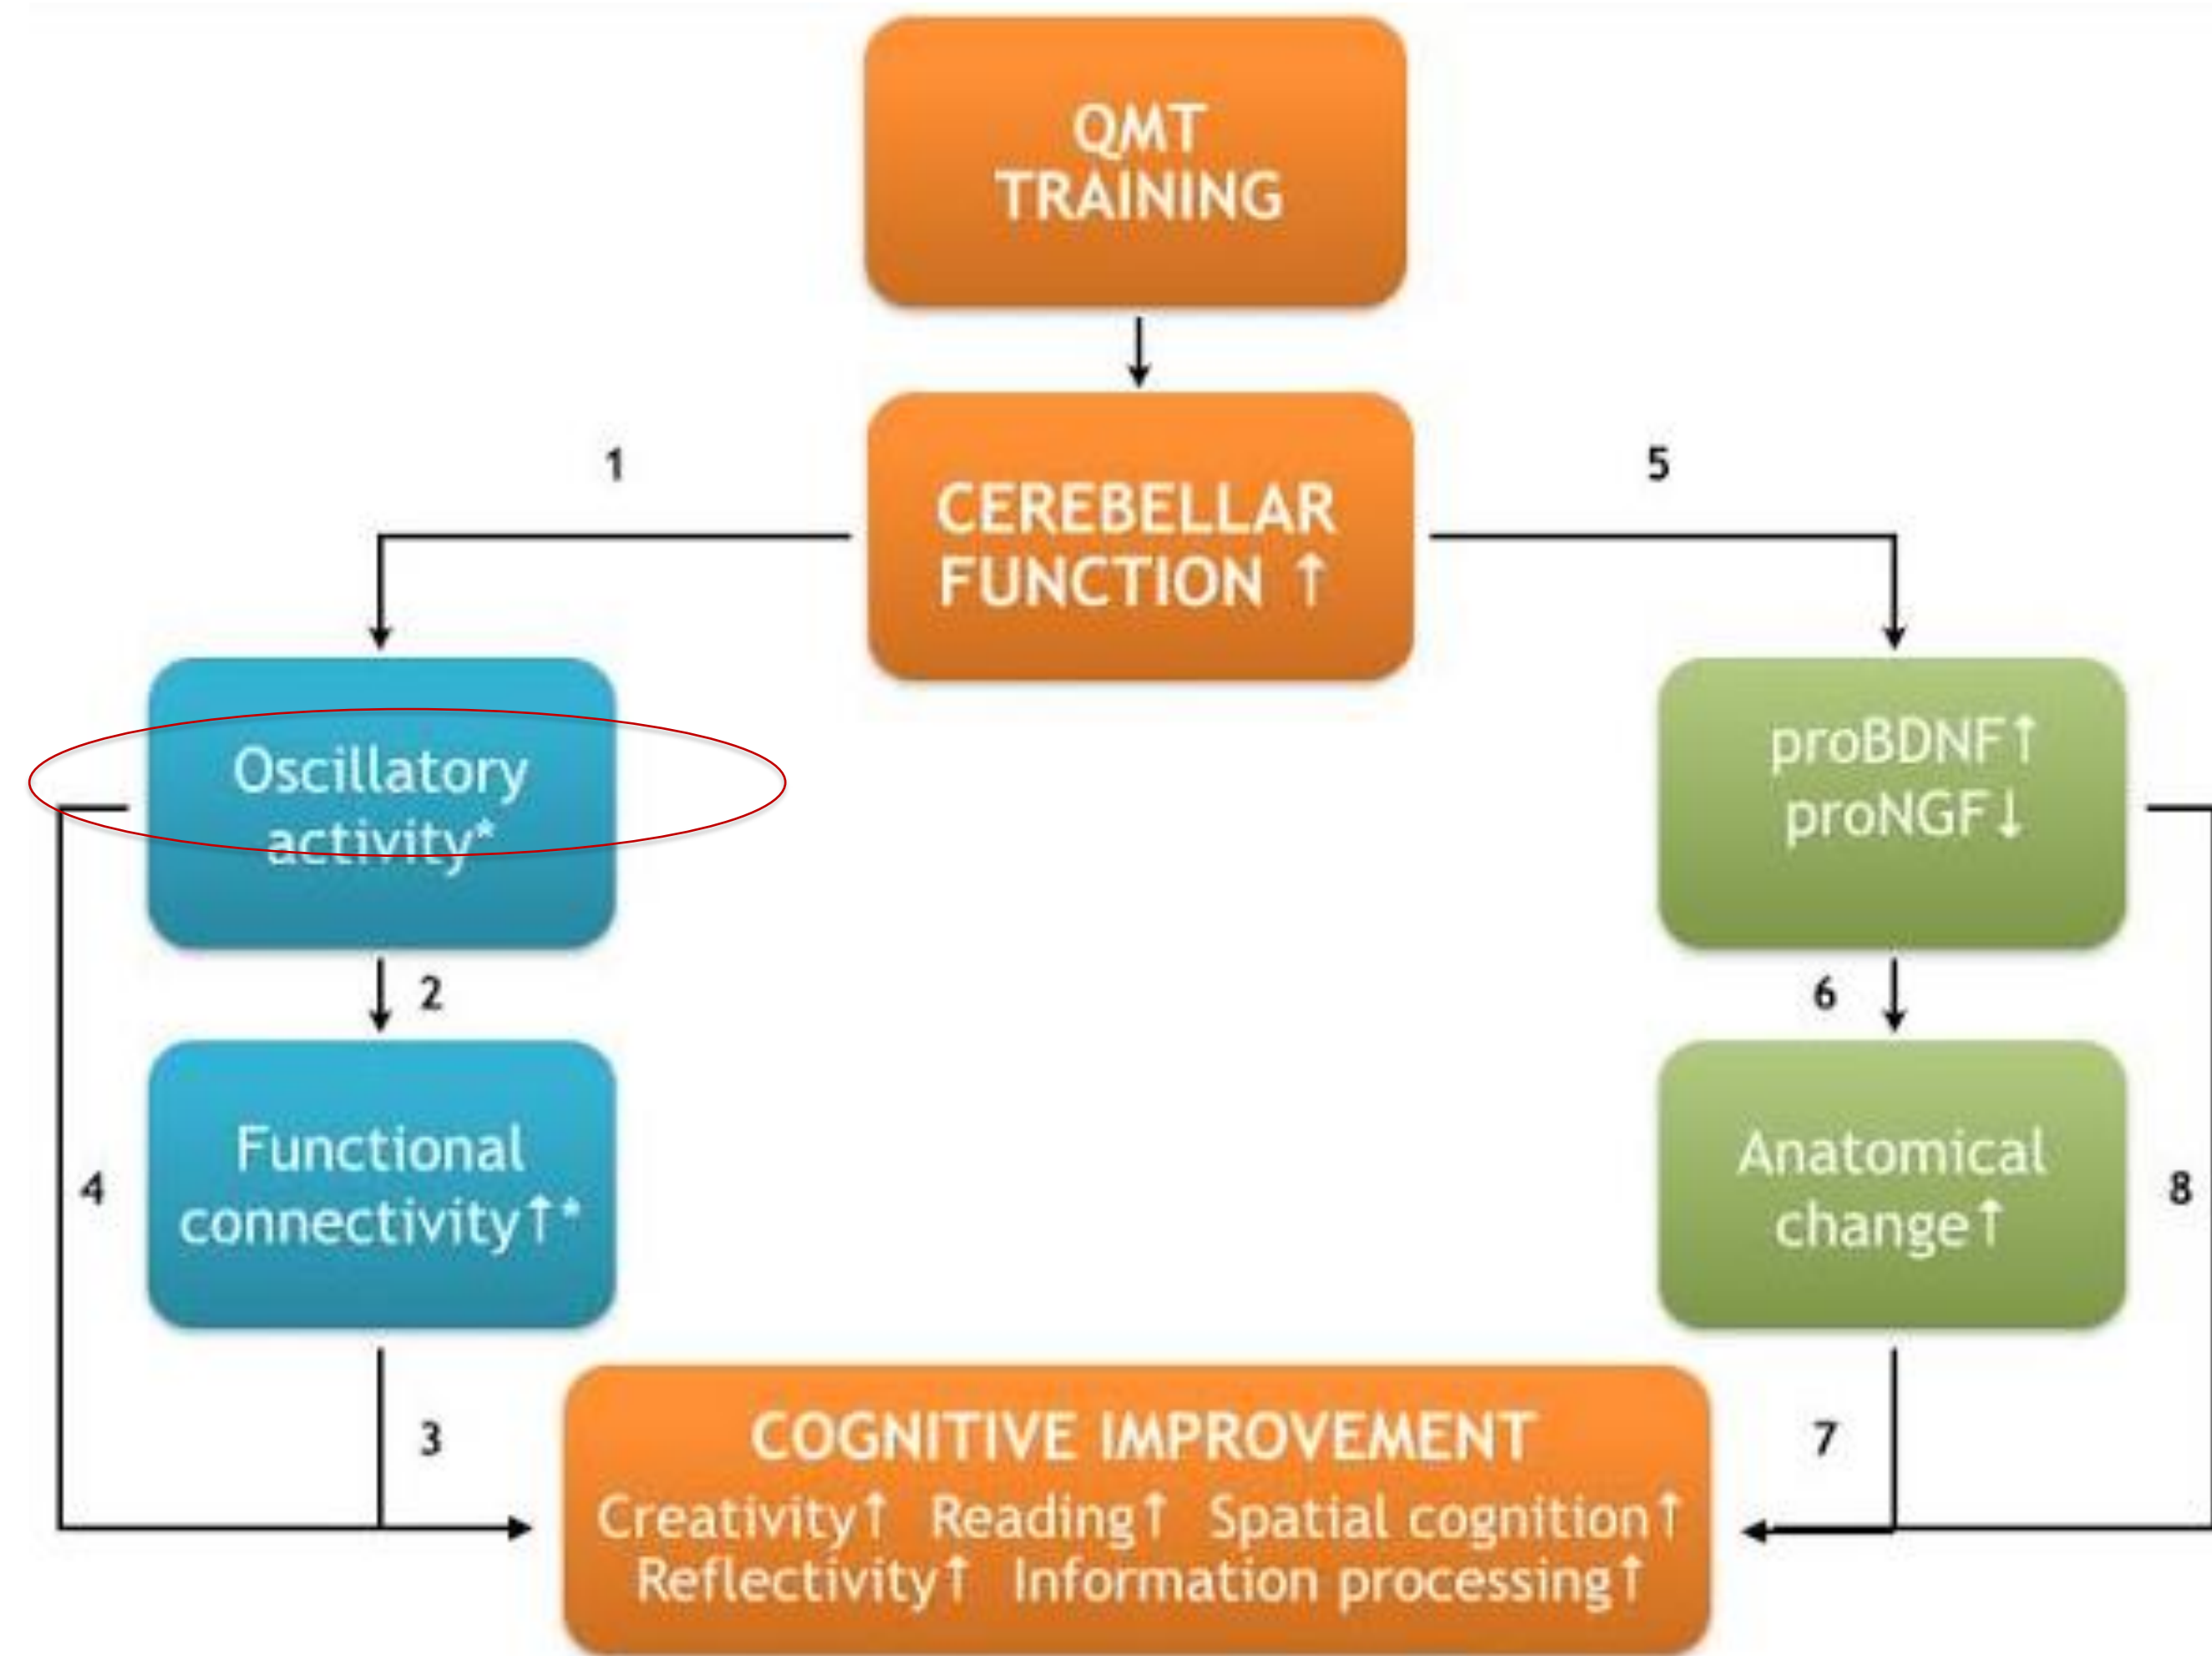 QMT
TRAINING
CEREBELLAR
FUNCTION ↑
1
5
Oscillatory
activity*
proBDNF↑
proNGF↓
2
6
Functional
connectivity↑*
Anatomical
change↑
4
8
3
7
COGNITIVE IMPROVEMENT
Creativity↑ Reading↑ Spatial cognition↑
Reflectivity↑ Information processing↑